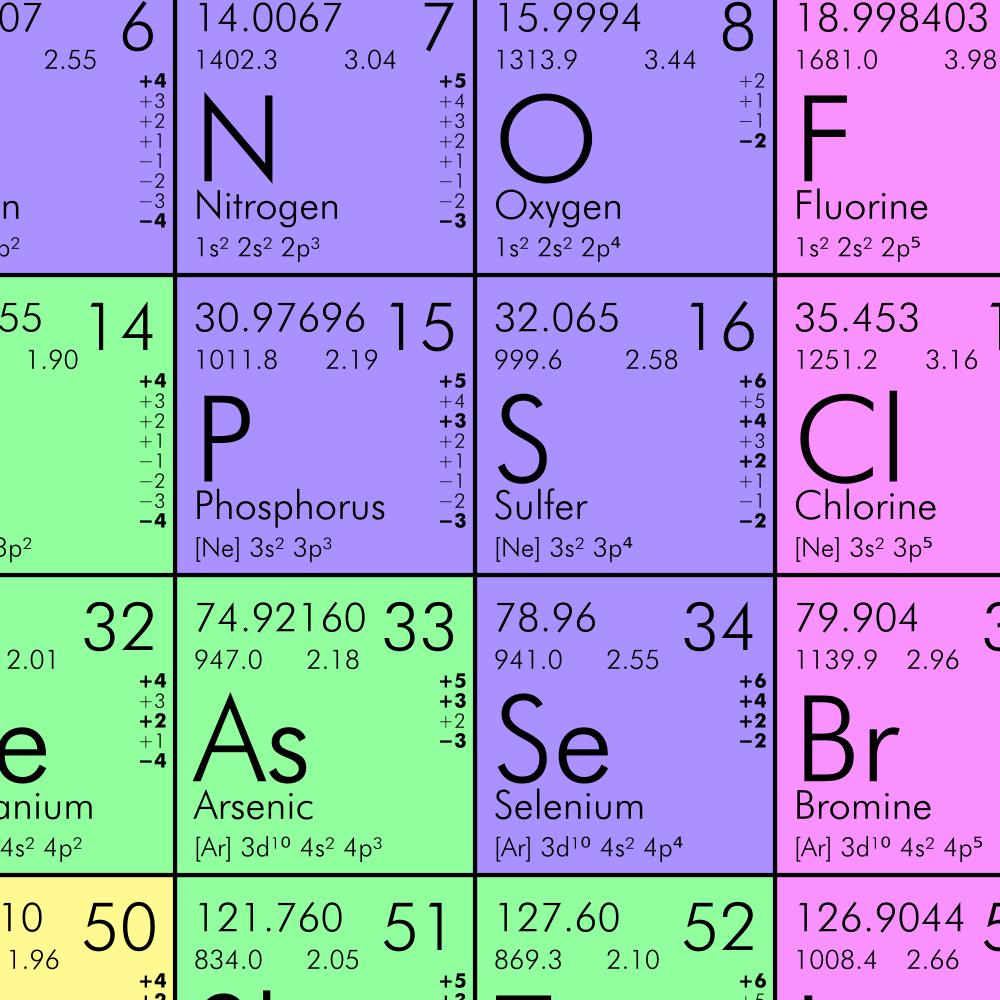 07 6
2.55
+4
+3
+2
+1
−1
−2
−3
−4
n
p²
14.0067 7
1402.3 3.04
+5
+4
+3
+2
+1
−1
−2
−3
N
Nitrogen
1s² 2s² 2p³
15.9994 8
1313.9 3.44
+2
+1
−1
−2
O
Oxygen
1s² 2s² 2p⁴
18.998403
1681.0 3.98
F
Fluorine
1s² 2s² 2p⁵
55 14
1.90
+4
+3
+2
+1
−1
−2
−3
−4
3p²
30.97696 15
1011.8 2.19
+5
+4
+3
+2
+1
−1
−2
−3
P
Phosphorus
[Ne] 3s² 3p³
32.065 16
999.6 2.58
+6
+5
+4
+3
+2
+1
−1
−2
S
Sulfer
[Ne] 3s² 3p⁴
35.453 1
1251.2 3.16
Cl
Chlorine
[Ne] 3s² 3p⁵
32
2.01
+4
+3
+2
+1
−4
e
anium
4s² 4p²
74.92160 33
947.0 2.18
+5
+3
+2
−3
As
Arsenic
[Ar] 3d¹⁰ 4s² 4p³
78.96 34
941.0 2.55
+6
+4
+2
−2
Se
Selenium
[Ar] 3d¹⁰ 4s² 4p⁴
79.904 3
1139.9 2.96
Br
Bromine
[Ar] 3d¹⁰ 4s² 4p⁵
10 50
1.96
+4
121.760 51
834.0 2.05
+5
127.60 52
869.3 2.10
+6
126.9044 5
1008.4 2.66